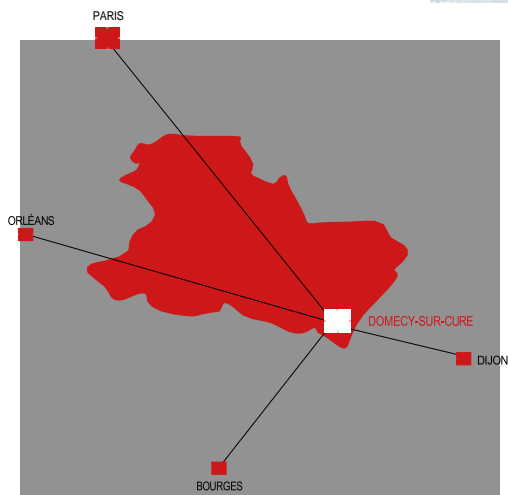 PARIS
ORLÉANS
DOMECY-SUR-CURE
DIJON
BOURGES